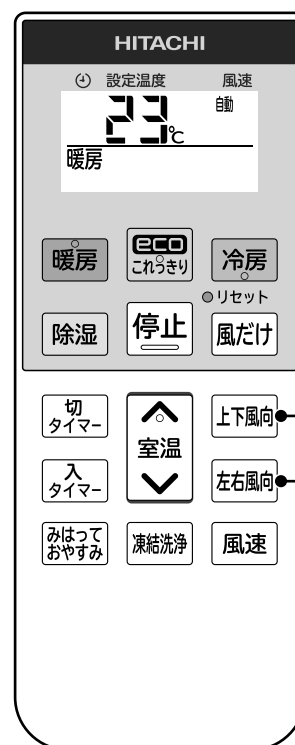 HITACHI
設定温度 風速
23℃ 自動
暖房
暖房 eco これっきり 冷房
リセット
除湿 停止 風だけ
切タイマー 室温 上下風向
入タイマー 左右風向
みはっておやすみ 凍結洗浄 風速